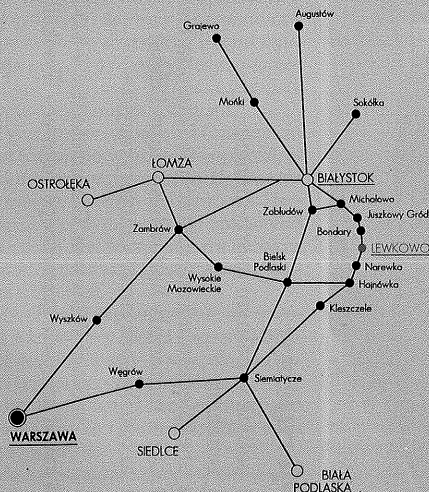 Augustów
Grajewo
Mońki
Sokółka
ŁOMŻA
BIAŁYSTOK
OSTROŁĘKA
Michałowo
Zabłudów
Juszkowy Gród
Bondary
Zambrów
LEWKOWO
Bielsk
Podlaski
Narewka
Wysokie
Mazowieckie
Hajnówka
Kleszczele
Wyszków
Węgrów
Siemiatycze
WARSZAWA
SIEDLCE
BIAŁA
PODLASKA